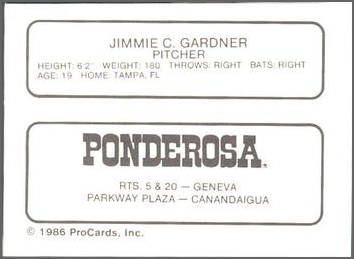 JIMMIE C. GARDNER
PITCHER
HEIGHT: 6'2" WEIGHT: 180 THROWS: RIGHT BATS: RIGHT
AGE: 19 HOME: TAMPA, FL
PONDEROSA™
RTS. 5 & 20 — GENEVA
PARKWAY PLAZA — CANANDAIGUA
© 1986 ProCards, Inc.